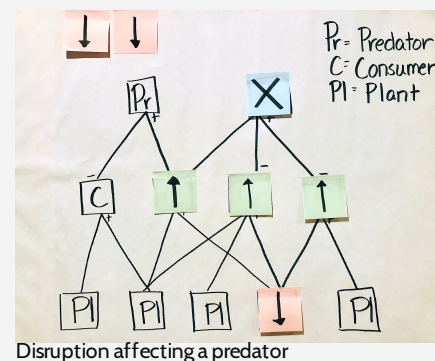 Pr = Predator
C = Consumer
Pl = Plant
Pr
X
C
Pl
Pl
Pl
Pl
Disruption affecting a predator